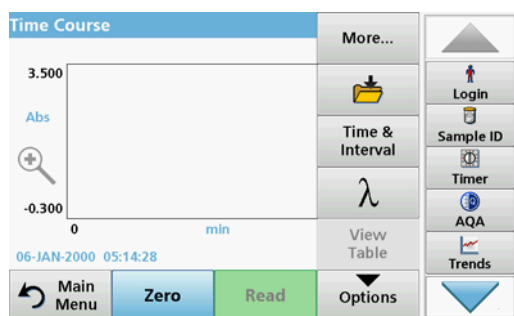 Time Course
More...
3.500
Abs
-0.300
0
min
06-JAN-2000 05:14:28
Time &
Interval
λ
View
Table
Main
Menu
Zero
Read
Options
Login
Sample ID
Timer
AQA
Trends